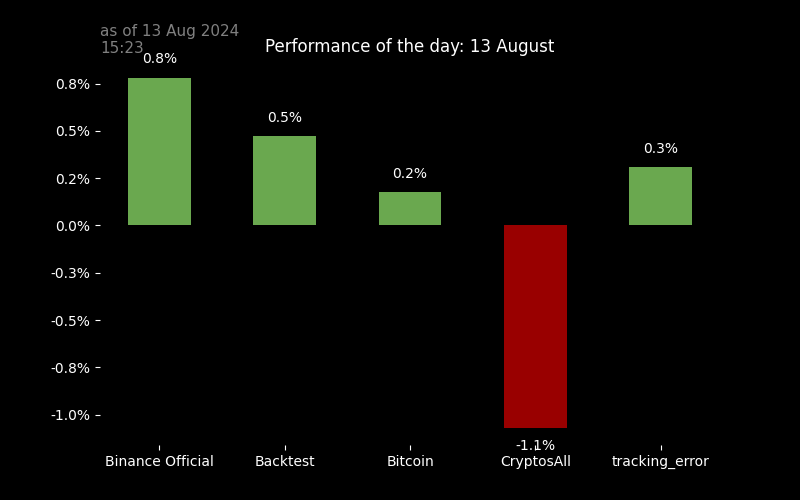 as of 13 Aug 2024
15:23
Performance of the day: 13 August
0.8%
0.5%
0.2%
-1.1%
0.3%
0.8%
0.5%
0.2%
0.0%
-0.3%
-0.5%
-0.8%
-1.0%
Binance Official
Backtest
Bitcoin
CryptosAll
tracking_error